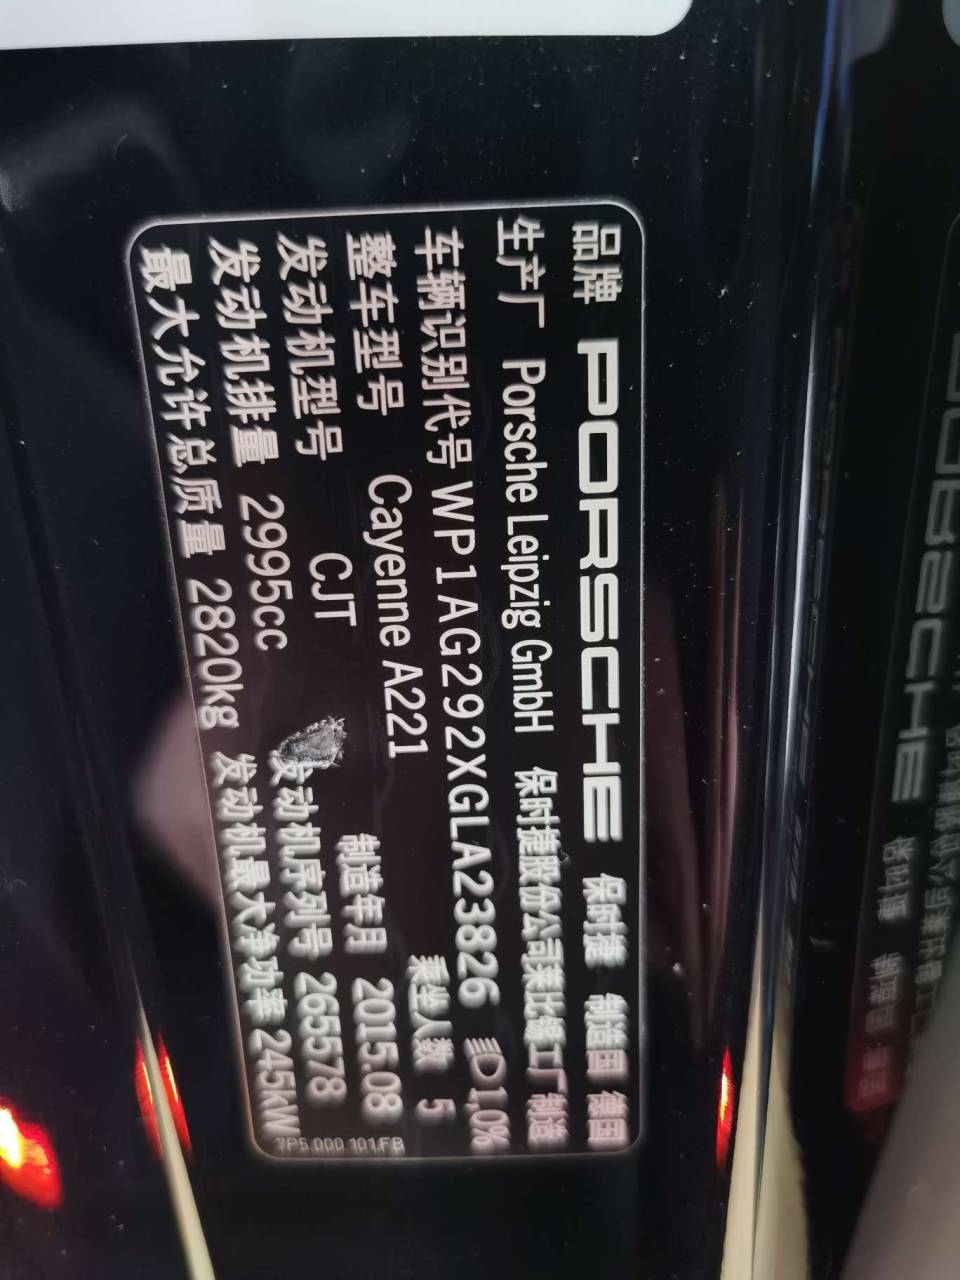 品牌 PORSCHE 保时捷 制造国 德国
生产厂 Porsche Leipzig GmbH 保时捷股份公司莱比锡工厂制造
车辆识别代号 WP1AG292XGLA23826 1,0%
整车型号 Cayenne A221 乘坐人数 5
发动机型号 CJT 制造年月 2015.08
发动机排量 2995cc 发动机序列号 265578
最大允许总质量 2820kg 发动机最大净功率 245kW
7P5.000.101.FB